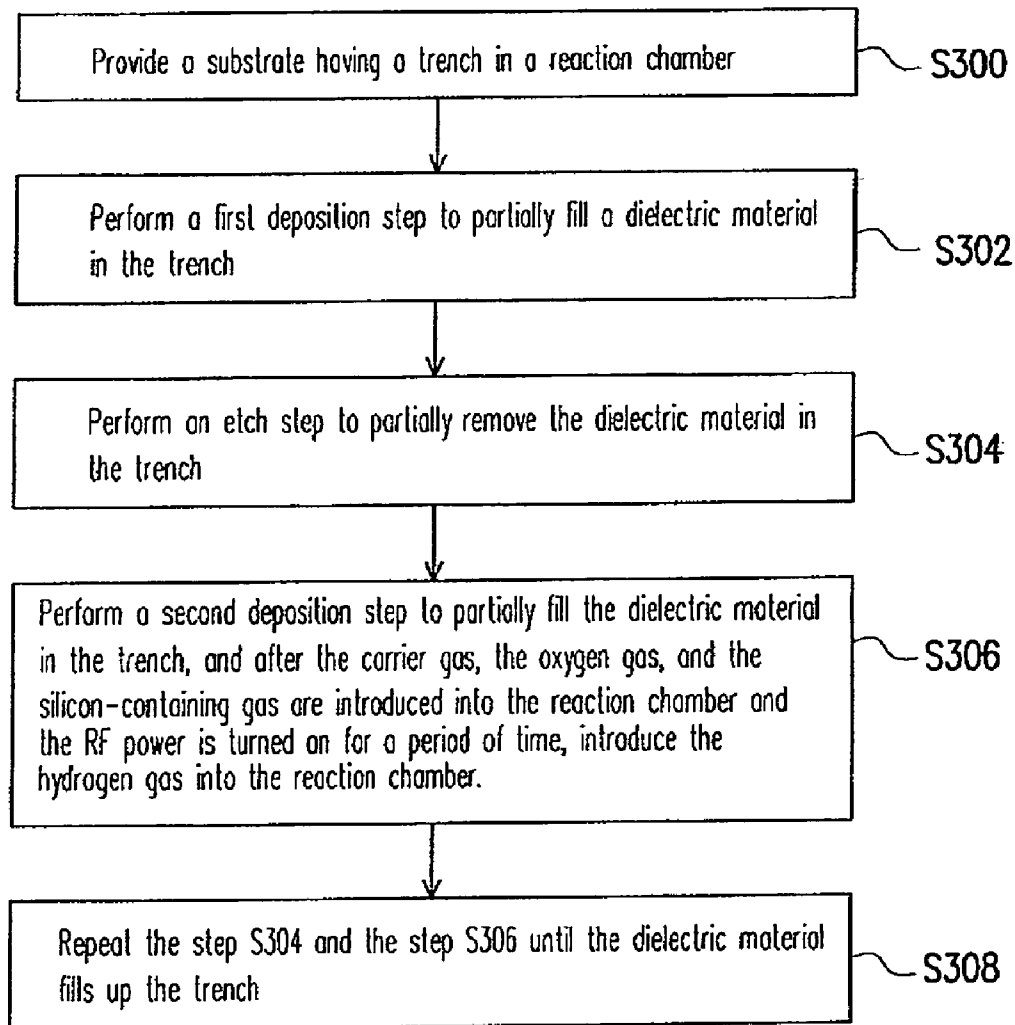 Provide a substrate having a trench in a reaction chamber
S300
Perform a first deposition step to partially fill a dielectric material
in the trench
S302
Perform an etch step to partially remove the dielectric material in
the trench
S304
Perform a second deposition step to partially fill the dielectric material
in the trench, and after the carrier gas, the oxygen gas, and the
silicon-containing gas are introduced into the reaction chamber and
the RF power is turned on for a period of time, introduce the
hydrogen gas into the reaction chamber.
S306
Repeat the step S304 and the step S306 until the dielectric material
fills up the trench
S308